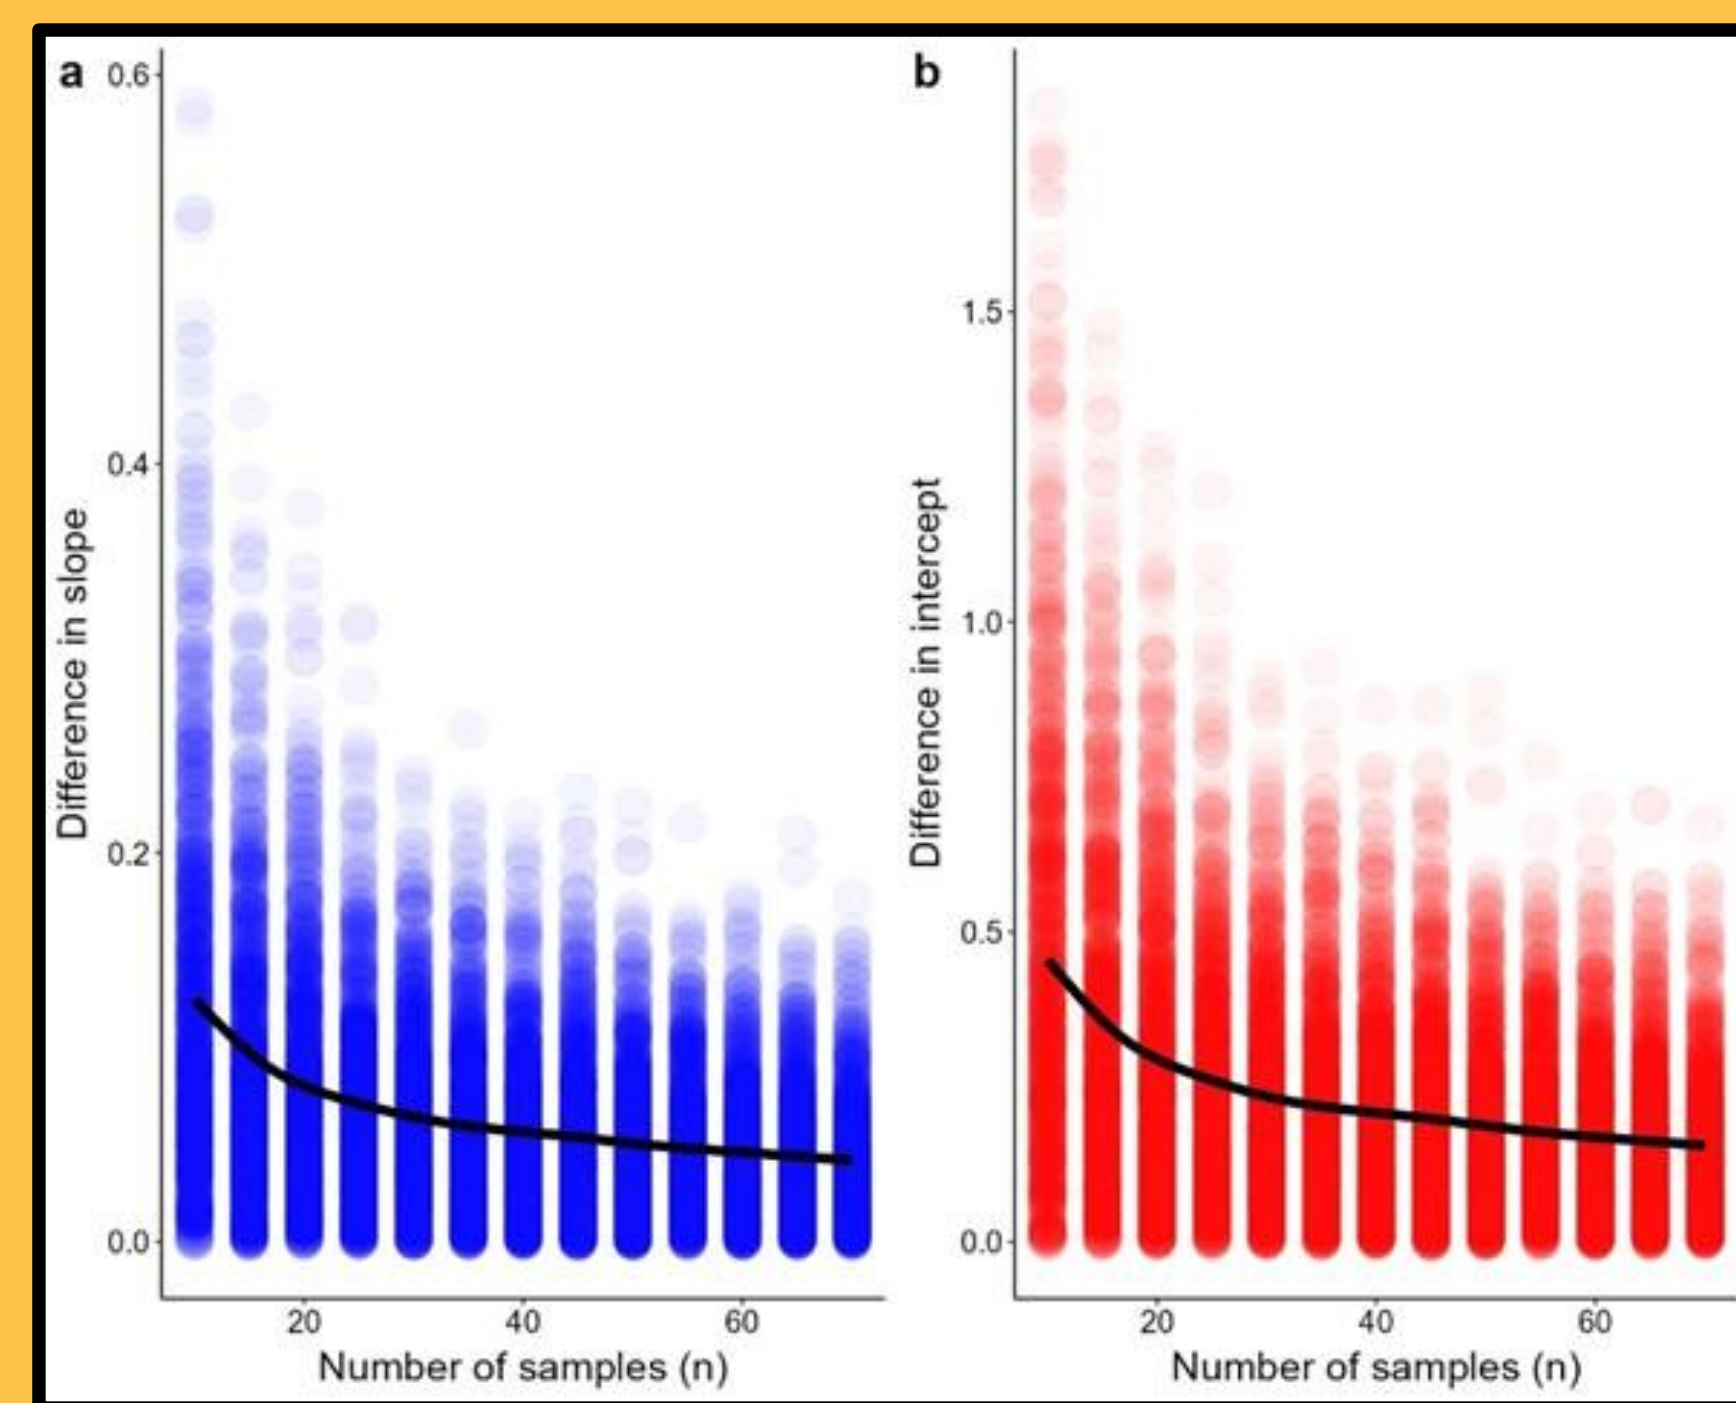 a
0.6
0.4
0.2
0.0
Difference in slope
20 40 60
Number of samples (n)
b
1.5
1.0
0.5
0.0
Difference in intercept
20 40 60
Number of samples (n)